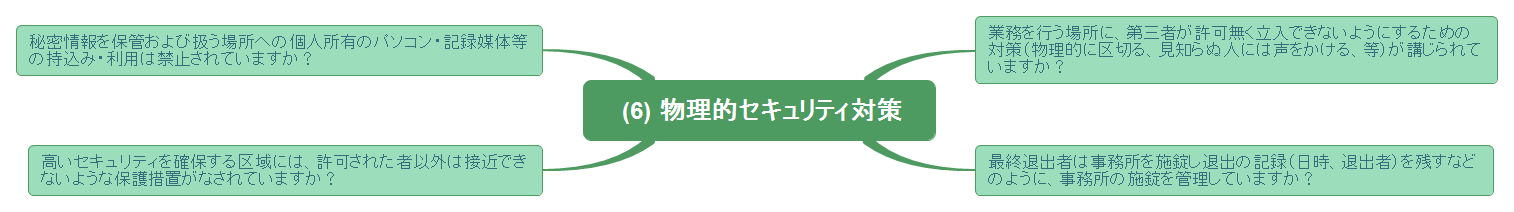 秘密情報を保管および扱う場所への個人所有のパソコン・記録媒体等
の持込み・利用は禁止されていますか？
業務を行う場所に、第三者が許可無く立入できないようにするための
対策（物理的に区切る、見知らぬ人には声をかける、等）が講じられて
いますか？
(6) 物理的セキュリティ対策
高いセキュリティを確保する区域には、許可された者以外は接近でき
ないような保護措置がなされていますか？
最終退出者は事務所を施錠し退出の記録（日時、退出者）を残すなど
のように、事務所の施錠を管理していますか？